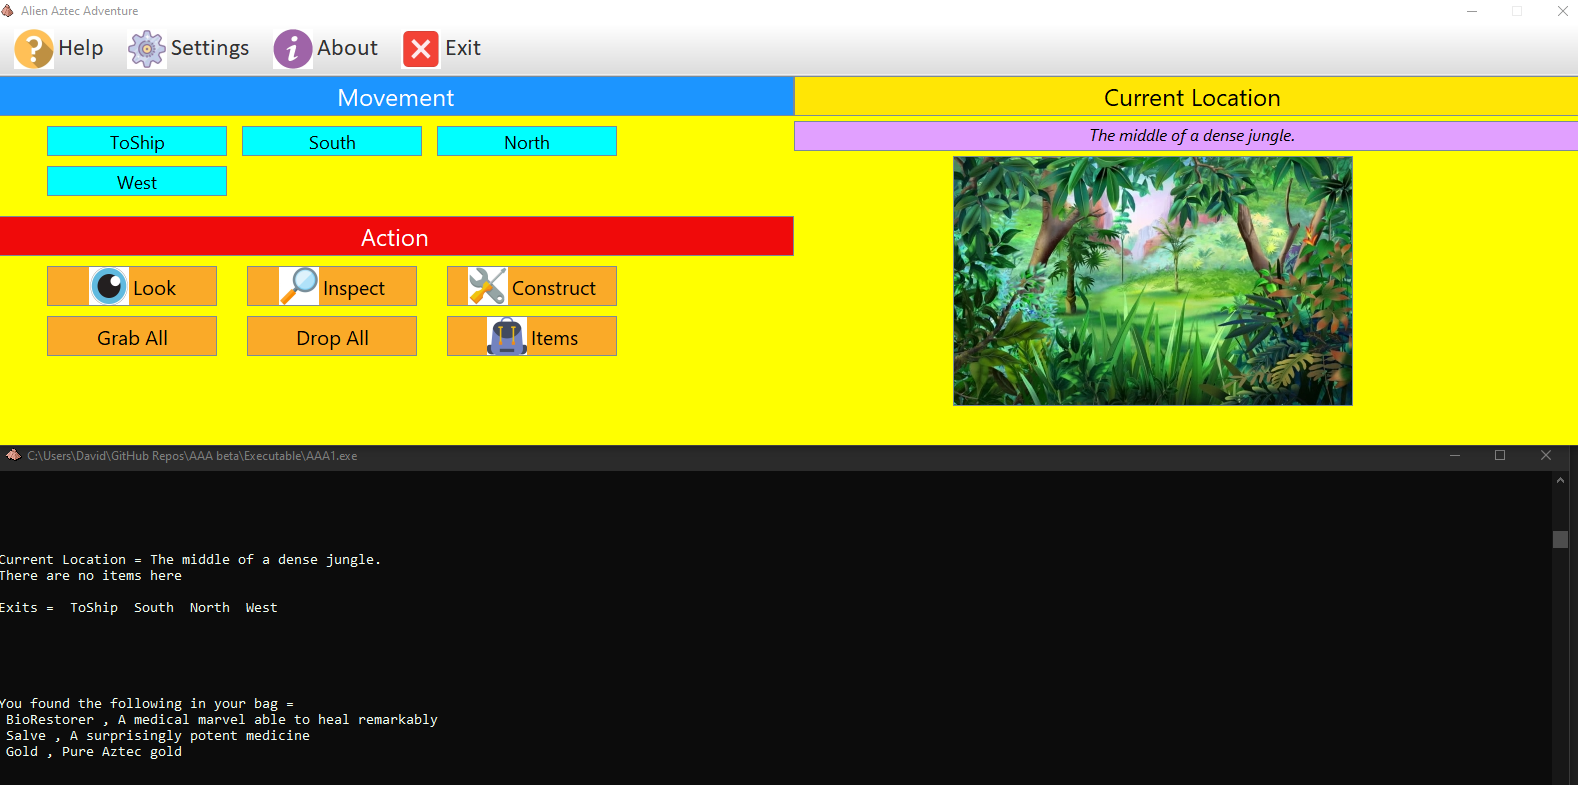 Alien Aztec Adventure
Help Settings About Exit
Movement
Current Location
ToShip South North
West
The middle of a dense jungle.
Action
Look Inspect Construct
Grab All Drop All Items
C:\Users\David\GitHub Repos\AAA beta\Executable\AAA1.exe
Current Location = The middle of a dense jungle.
There are no items here
Exits =  ToShip  South  North  West
You found the following in your bag =
BioRestorer , A medical marvel able to heal remarkably
Salve , A surprisingly potent medicine
Gold , Pure Aztec gold